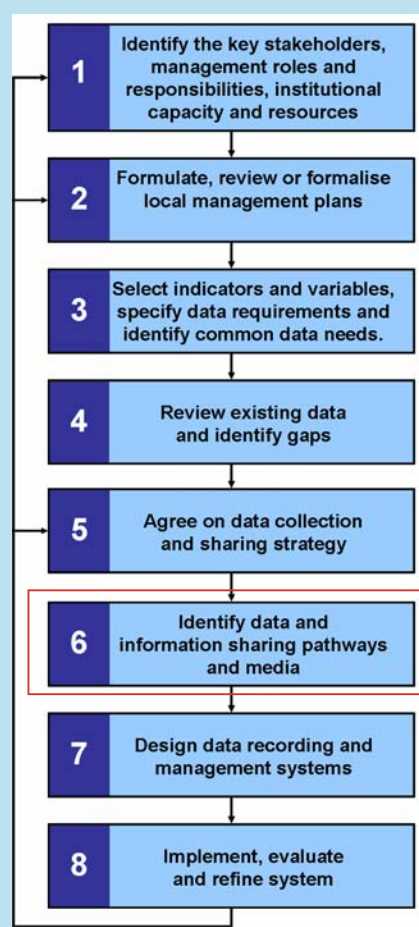 1
Identify the key stakeholders,
management roles and
responsibilities, institutional
capacity and resources
2
Formulate, review or formalise
local management plans
3
Select indicators and variables,
specify data requirements and
identify common data needs.
4
Review existing data
and identify gaps
5
Agree on data collection
and sharing strategy
6
Identify data and
information sharing pathways
and media
7
Design data recording and
management systems
8
Implement, evaluate
and refine system